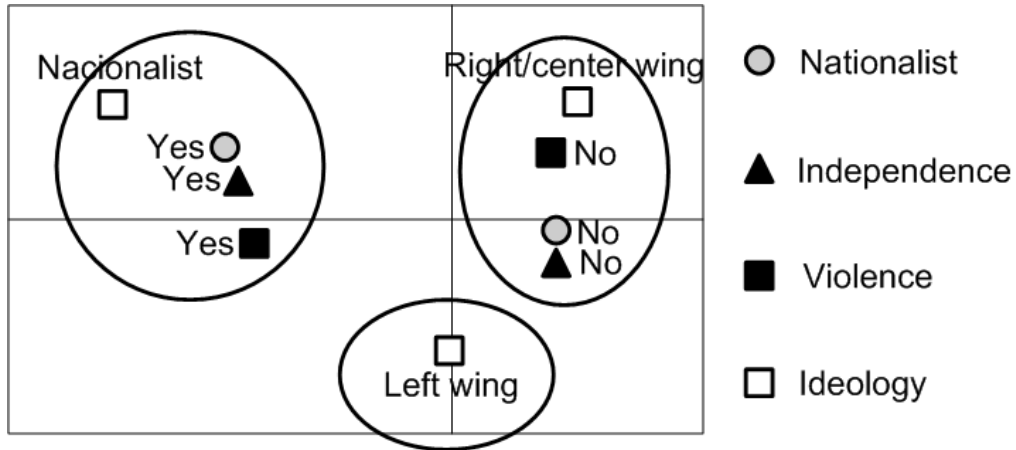 Nacionalist
Yes
Yes
Yes
Right/center wing
No
No
No
Left wing
Nationalist
Independence
Violence
Ideology